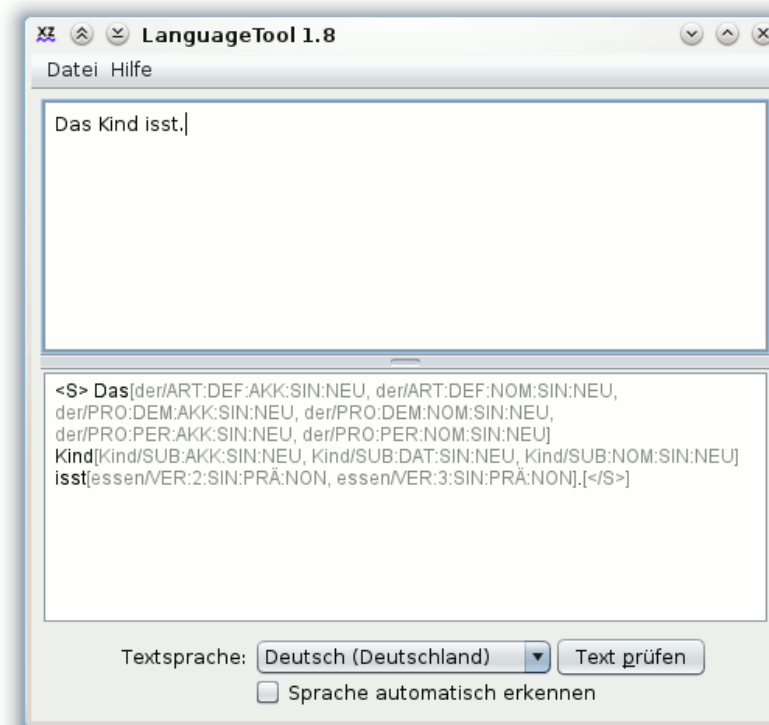 LanguageTool 1.8
Datei Hilfe
Das Kind isst.
<S> Das[der/ART:DEF:AKK:SIN:NEU, der/ART:DEF:NOM:SIN:NEU,
der/PRO:DEM:AKK:SIN:NEU, der/PRO:DEM:NOM:SIN:NEU,
der/PRO:PER:AKK:SIN:NEU, der/PRO:PER:NOM:SIN:NEU]
Kind[Kind/SUB:AKK:SIN:NEU, Kind/SUB:DAT:SIN:NEU, Kind/SUB:NOM:SIN:NEU]
isst[essen/VER:2:SIN:PRÄ:NON, essen/VER:3:SIN:PRÄ:NON].[</S>]
Textsprache: Deutsch (Deutschland) Text prüfen
Sprache automatisch erkennen